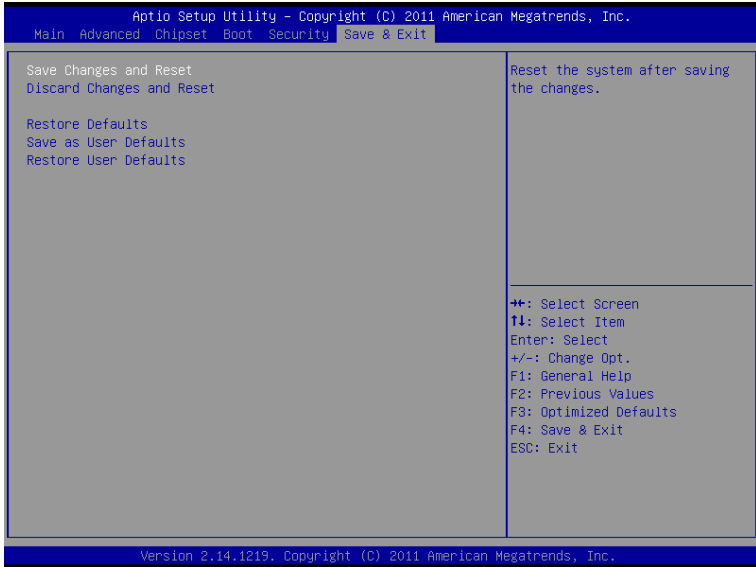 Aptio Setup Utility – Copyright (C) 2011 American Megatrends, Inc.
Main Advanced Chipset Boot Security Save & Exit
Save Changes and Reset
Discard Changes and Reset
Restore Defaults
Save as User Defaults
Restore User Defaults
Reset the system after saving
the changes.
→←: Select Screen
↑↓: Select Item
Enter: Select
+/-: Change Opt.
F1: General Help
F2: Previous Values
F3: Optimized Defaults
F4: Save & Exit
ESC: Exit
Version 2.14.1219. Copyright (C) 2011 American Megatrends, Inc.